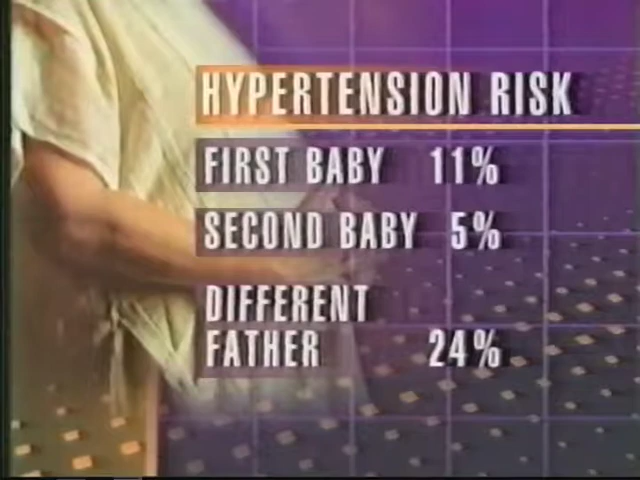 HYPERTENSION RISK
FIRST BABY 11%
SECOND BABY 5%
DIFFERENT
FATHER 24%